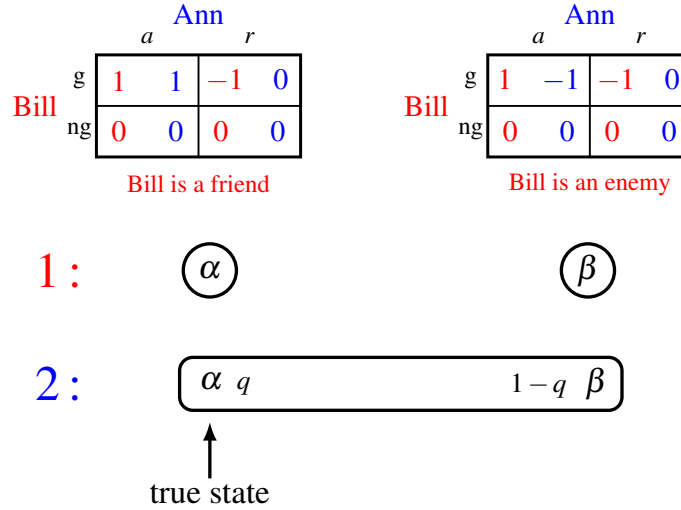 Ann Ann
a r a r
g 1 1 −1 0 g 1 −1 −1 0
Bill Bill
ng 0 0 0 0 ng 0 0 0 0
Bill is a friend Bill is an enemy
1 : α β
2 : α q 1 − q β
true state